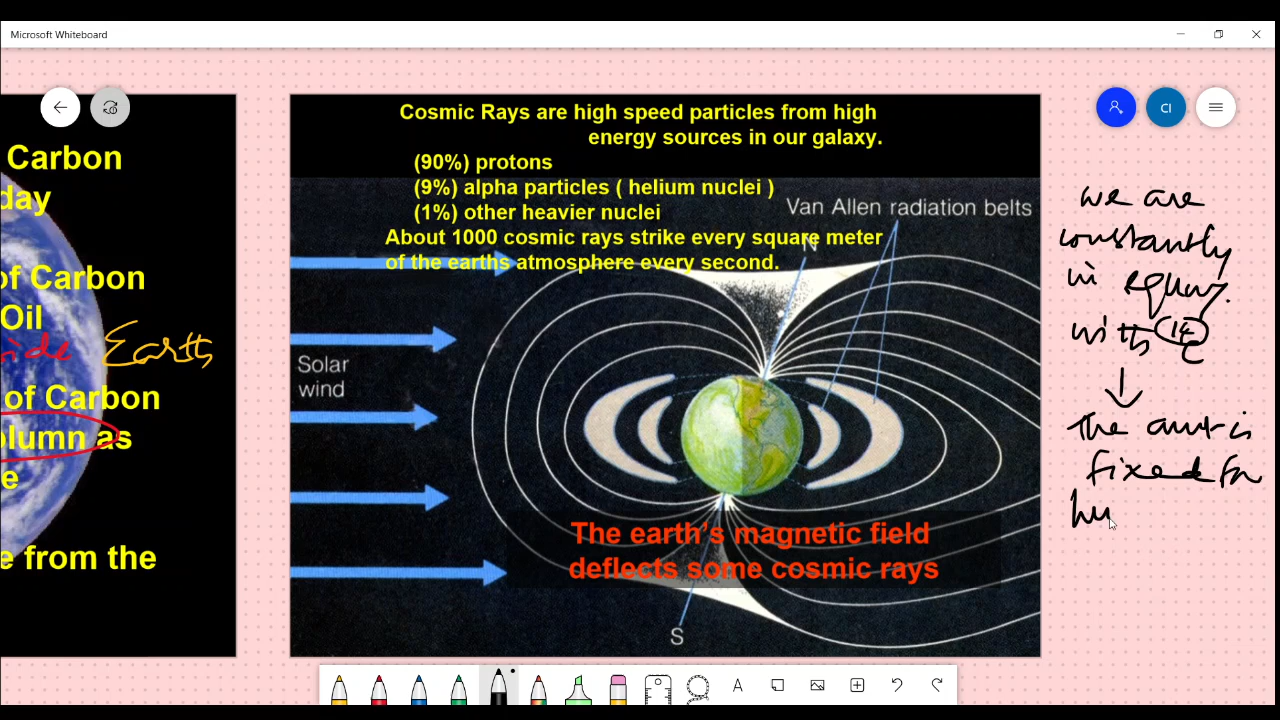 Microsoft Whiteboard
CI
Carbon
day
of Carbon
Oil
ide Earth
of Carbon
olumn as
e
e from the
Cosmic Rays are high speed particles from high
energy sources in our galaxy.
(90%) protons
(9%) alpha particles ( helium nuclei )
(1%) other heavier nuclei
About 1000 cosmic rays strike every square meter
of the earths atmosphere every second.
Van Allen radiation belts
N
Solar
wind
The earth's magnetic field
deflects some cosmic rays
S
we are
constantly
in
with 14C
the amt is
fixed for
hu
A